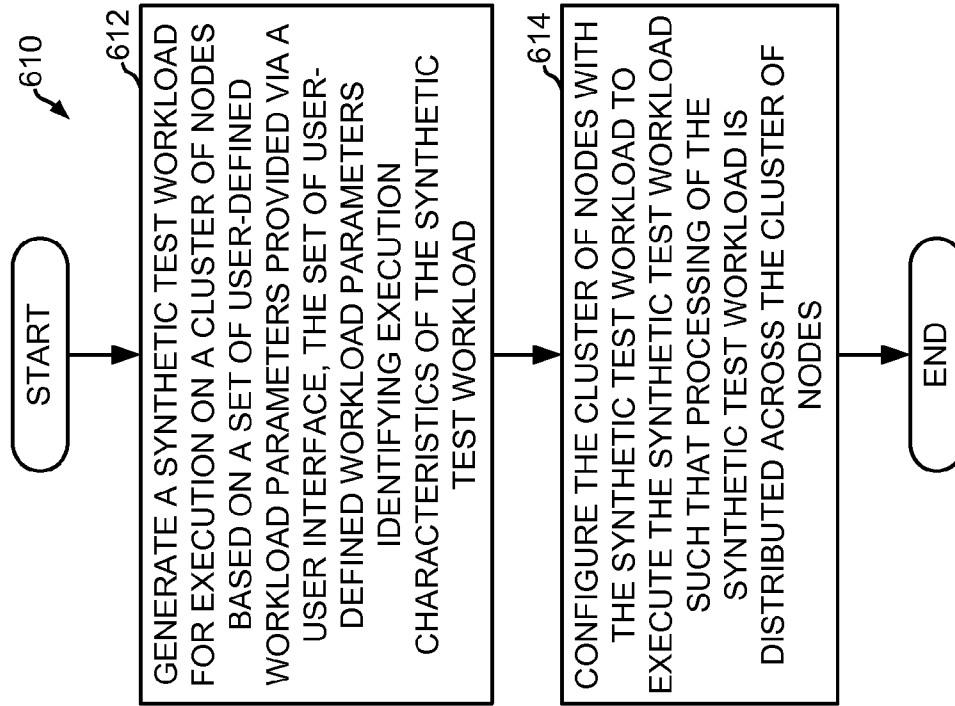 610
START
612
GENERATE A SYNTHETIC TEST WORKLOAD
FOR EXECUTION ON A CLUSTER OF NODES
BASED ON A SET OF USER-DEFINED
WORKLOAD PARAMETERS PROVIDED VIA A
USER INTERFACE, THE SET OF USER-
DEFINED WORKLOAD PARAMETERS
IDENTIFYING EXECUTION
CHARACTERISTICS OF THE SYNTHETIC
TEST WORKLOAD
614
CONFIGURE THE CLUSTER OF NODES WITH
THE SYNTHETIC TEST WORKLOAD TO
EXECUTE THE SYNTHETIC TEST WORKLOAD
SUCH THAT PROCESSING OF THE
SYNTHETIC TEST WORKLOAD IS
DISTRIBUTED ACROSS THE CLUSTER OF
NODES
END